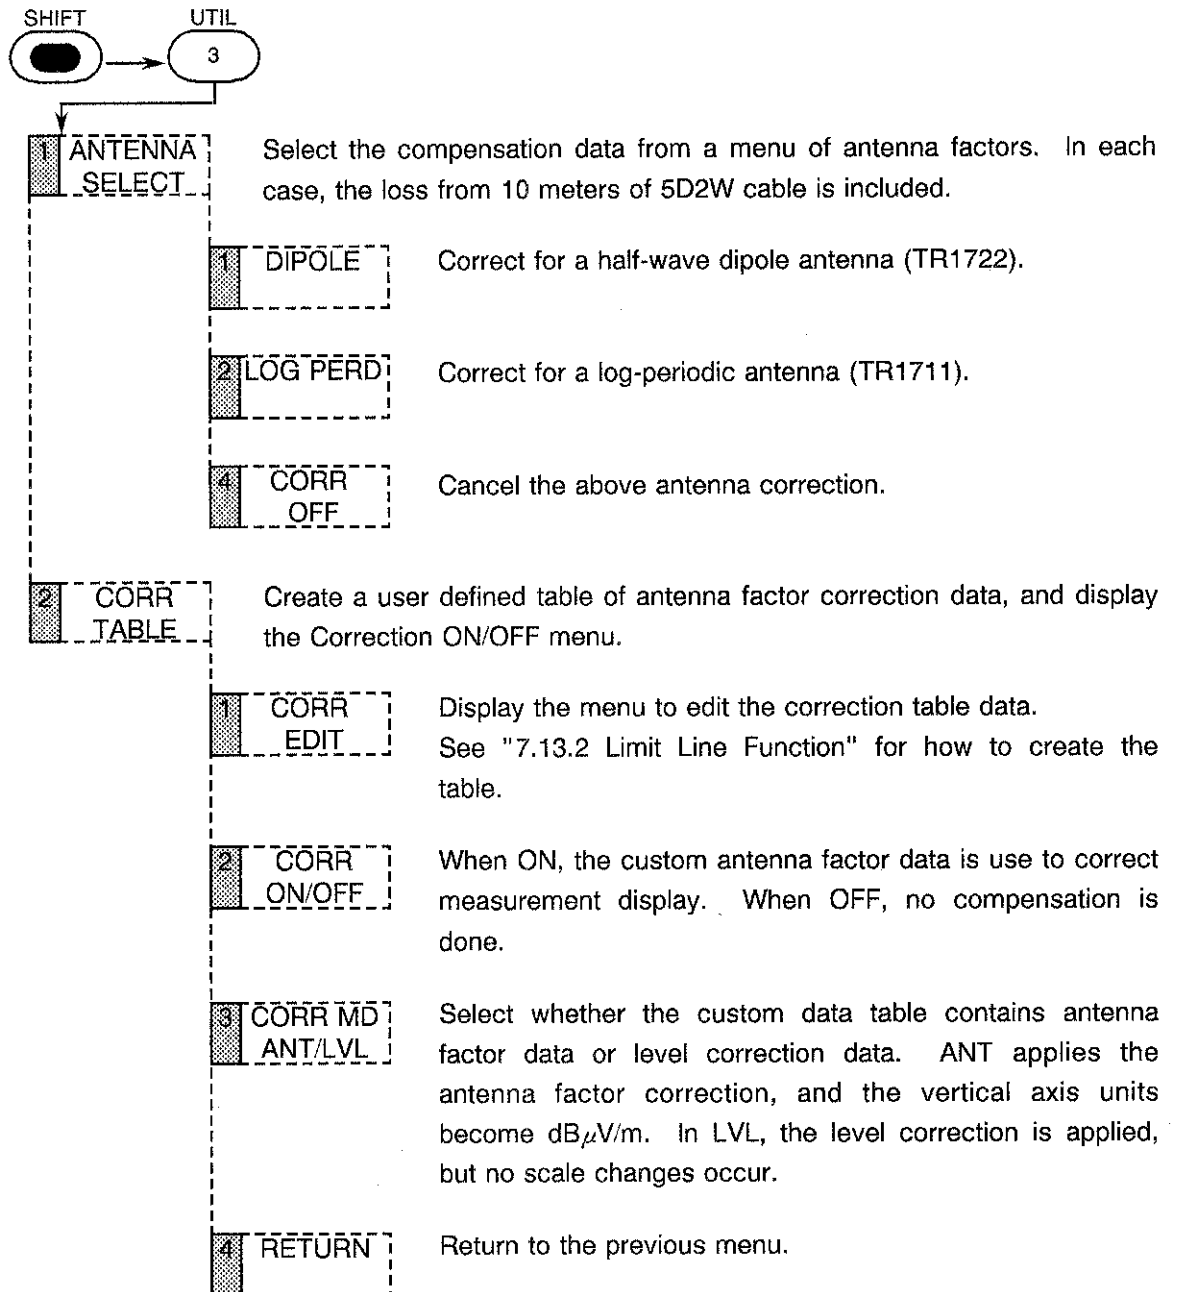 SHIFT UTIL
3
1 ANTENNA SELECT
Select the compensation data from a menu of antenna factors. In each
case, the loss from 10 meters of 5D2W cable is included.
1 DIPOLE
Correct for a half-wave dipole antenna (TR1722).
2 LOG PERD
Correct for a log-periodic antenna (TR1711).
4 CORR OFF
Cancel the above antenna correction.
2 CORR TABLE
Create a user defined table of antenna factor correction data, and display
the Correction ON/OFF menu.
1 CORR EDIT
Display the menu to edit the correction table data.
See "7.13.2 Limit Line Function" for how to create the
table.
2 CORR ON/OFF
When ON, the custom antenna factor data is use to correct
measurement display. When OFF, no compensation is
done.
3 CORR MD ANT/LVL
Select whether the custom data table contains antenna
factor data or level correction data. ANT applies the
antenna factor correction, and the vertical axis units
become dBμV/m. In LVL, the level correction is applied,
but no scale changes occur.
4 RETURN
Return to the previous menu.